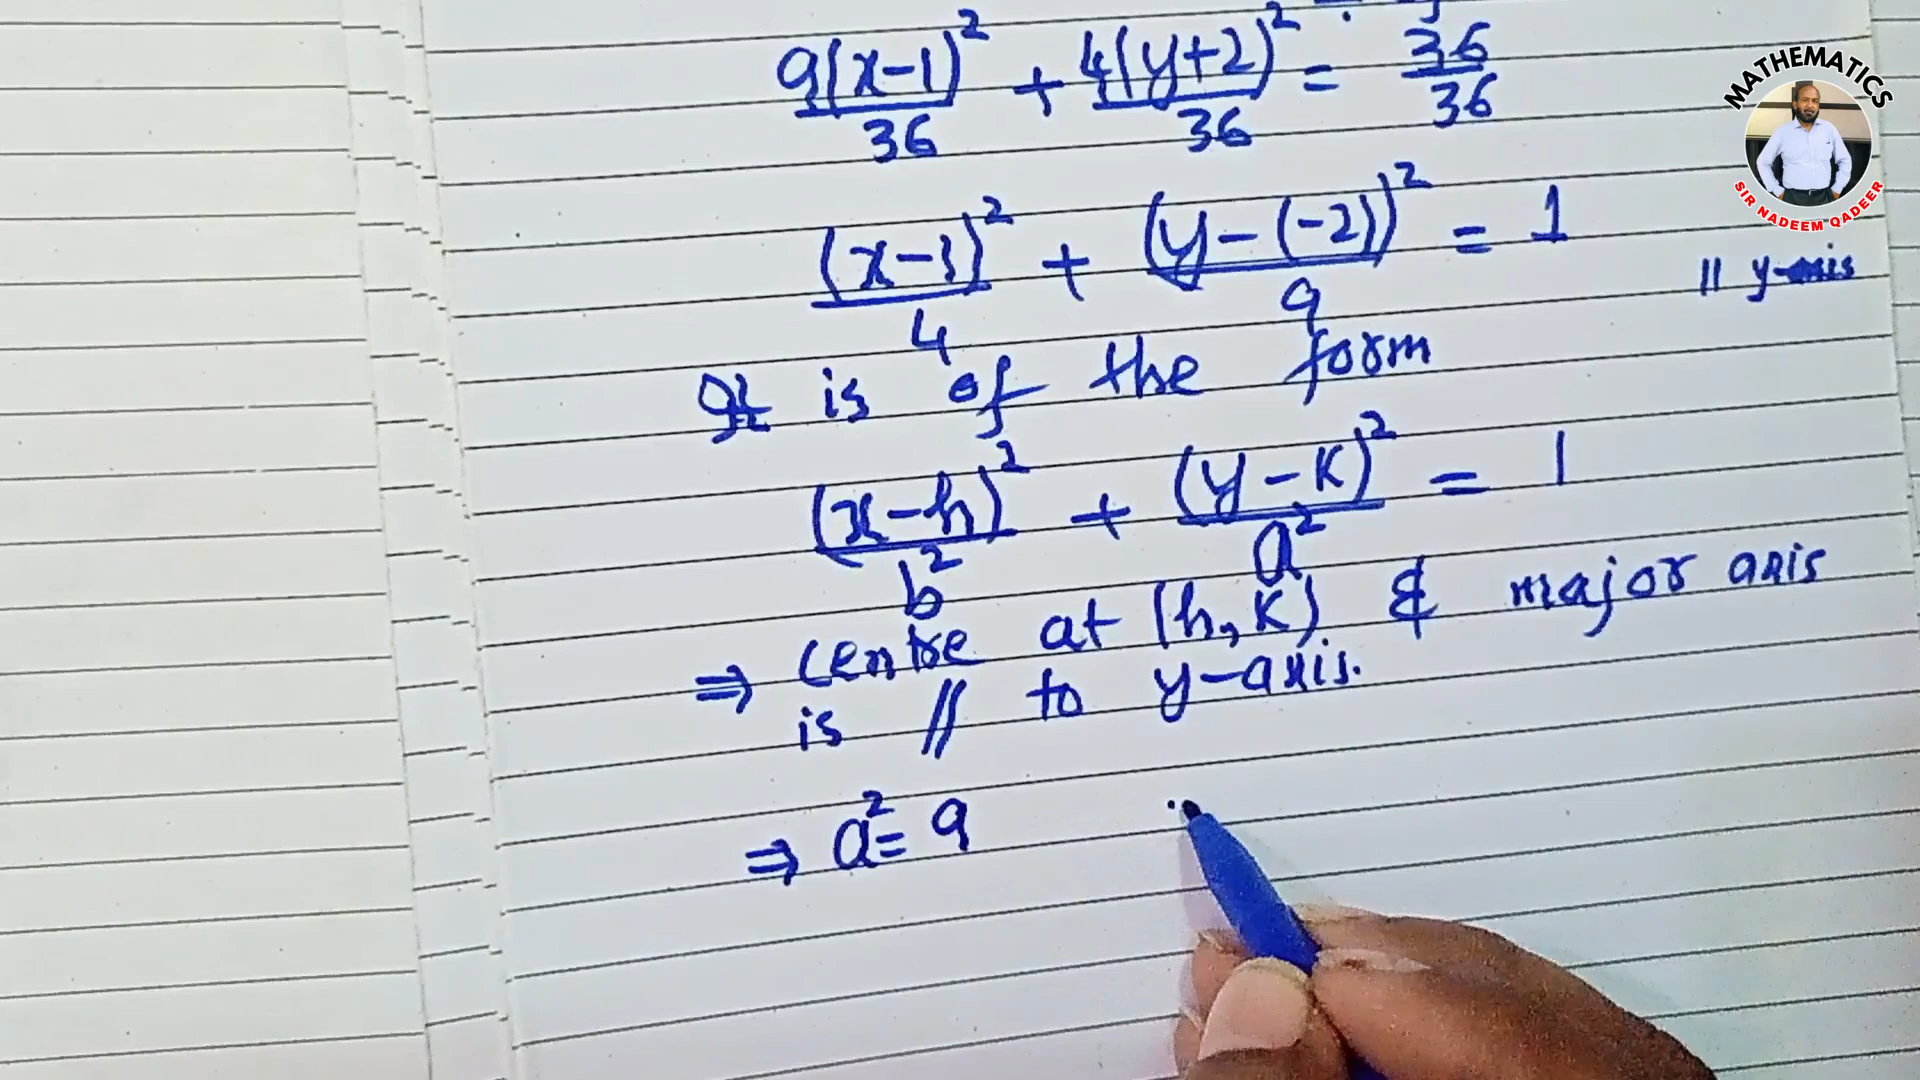 9(x-1)²/36 + 4(y+2)²/36 = 36/36
(x-1)²/4 + (y-(-2))²/9 = 1
|| y-axis
It is of the form
(x-h)²/b² + (y-k)²/a² = 1
⇒ centre at (h, k) & major axis
is // to y-axis.
⇒ a² = 9
MATHEMATICS
SIR NADEEM QADEER